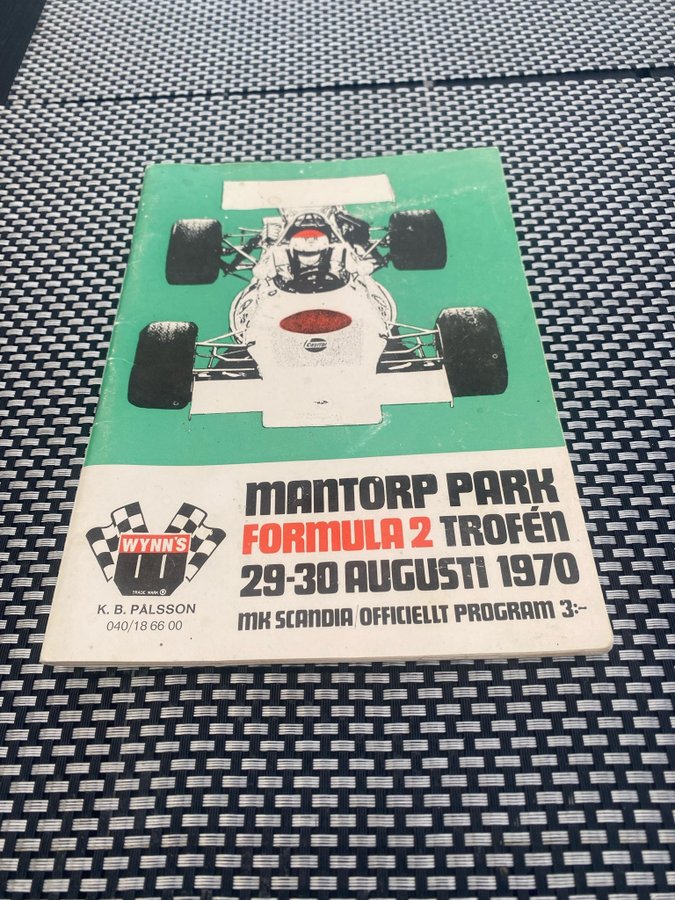 Castrol
MANTORP PARK
FORMULA 2 TROFÉN
29-30 AUGUSTI 1970
MK SCANDIA/OFFICIELLT PROGRAM 3:-
WYNN'S
TRADE MARK ®
K. B. PÅLSSON
040/18 66 00